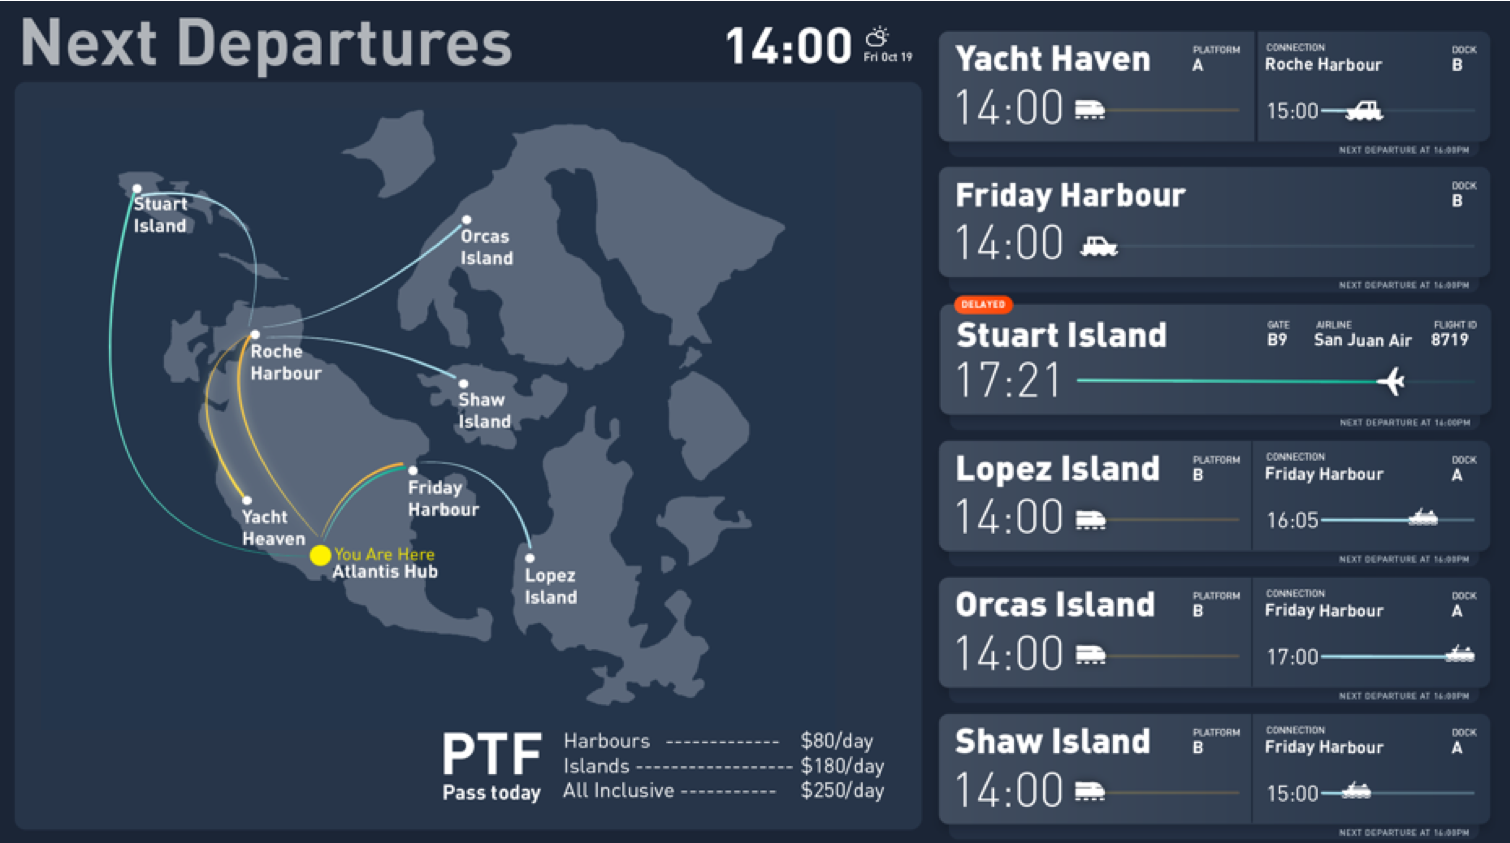 Next Departures
14:00
Fri Oct 19
Stuart
Island
Orcas
Island
Roche
Harbour
Shaw
Island
Friday
Harbour
Yacht
Heaven
You Are Here
Atlantis Hub
Lopez
Island
PTF
Pass today
Harbours ------------ $80/day
Islands ----------------- $180/day
All Inclusive ----------- $250/day
Yacht Haven
PLATFORM
A
14:00
CONNECTION
Roche Harbour
DOCK
B
15:00
NEXT DEPARTURE AT 16:00PM
Friday Harbour
DOCK
B
14:00
NEXT DEPARTURE AT 16:00PM
DELAYED
Stuart Island
GATE
B9
AIRLINE
San Juan Air
FLIGHT ID
8719
17:21
NEXT DEPARTURE AT 16:00PM
Lopez Island
PLATFORM
B
14:00
CONNECTION
Friday Harbour
DOCK
A
16:05
NEXT DEPARTURE AT 16:00PM
Orcas Island
PLATFORM
B
14:00
CONNECTION
Friday Harbour
DOCK
A
17:00
NEXT DEPARTURE AT 16:00PM
Shaw Island
PLATFORM
B
14:00
CONNECTION
Friday Harbour
DOCK
A
15:00
NEXT DEPARTURE AT 16:00PM